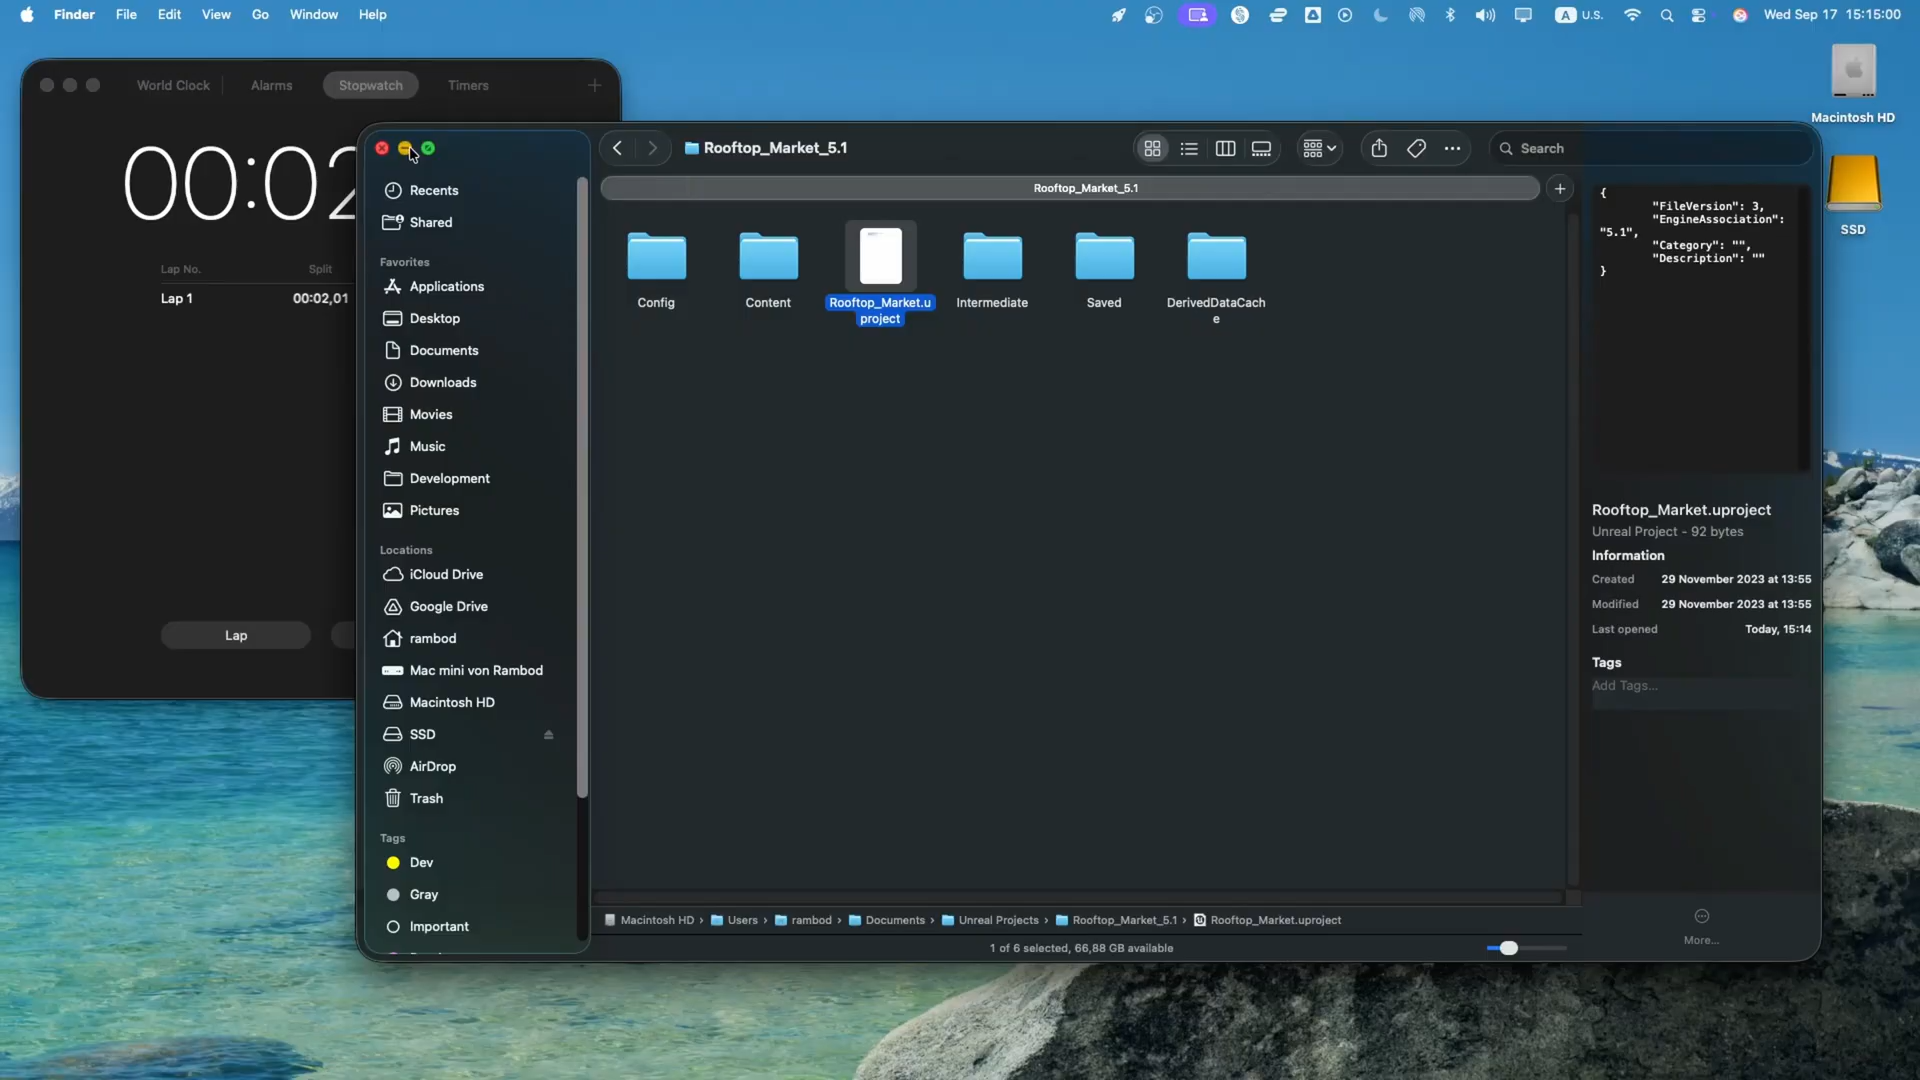 Finder File Edit View Go Window Help
A U.S. Wed Sep 17 15:15:00
Macintosh HD
SSD
World Clock Alarms Stopwatch Timers
00:02
Lap No. Split
Lap 1 00:02,01
Lap
Recents
Shared
Favorites
Applications
Desktop
Documents
Downloads
Movies
Music
Development
Pictures
Locations
iCloud Drive
Google Drive
rambod
Mac mini von Rambod
Macintosh HD
SSD
AirDrop
Trash
Tags
Dev
Gray
Important
Rooftop_Market_5.1
Search
Rooftop_Market_5.1
Config
Content
Rooftop_Market.u
project
Intermediate
Saved
DerivedDataCach
e
{
"FileVersion": 3,
"EngineAssociation":
"5.1",
"Category": "",
"Description": ""
}
Rooftop_Market.uproject
Unreal Project - 92 bytes
Information
Created 29 November 2023 at 13:55
Modified 29 November 2023 at 13:55
Last opened Today, 15:14
Tags
Add Tags...
More...
Macintosh HD › Users › rambod › Documents › Unreal Projects › Rooftop_Market_5.1 › Rooftop_Market.uproject
1 of 6 selected, 66,88 GB available